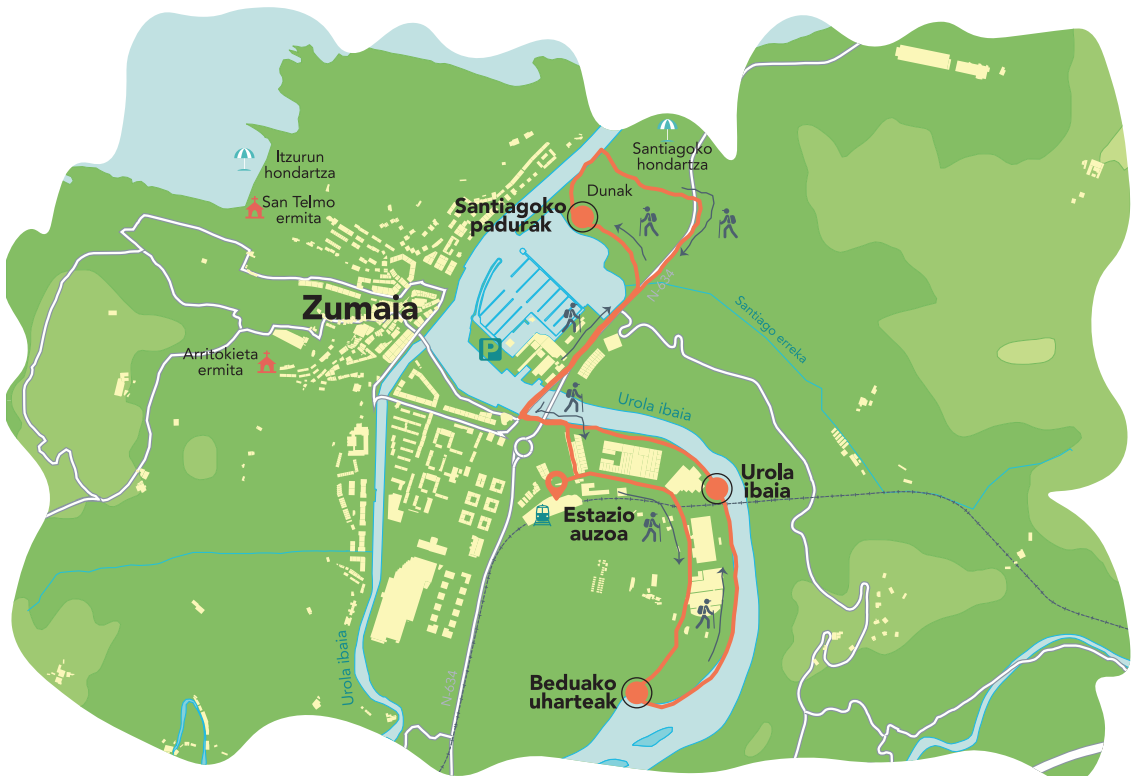 Itzurun
hondartza
San Telmo
ermita
Santiagoko
hondartza
Dunak
Santiagoko
padurak
Zumaia
N-634
Santiago erreka
Arritokieta
ermita
P
Urola ibaia
Urola
ibaia
Estazio
auzoa
Urola ibaia
N-634
Beduako
uharteak